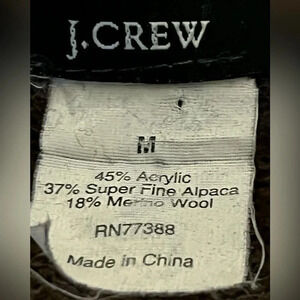 J.CREW
M
45% Acrylic
37% Super Fine Alpaca
18% Merino Wool
RN77388
Made in China